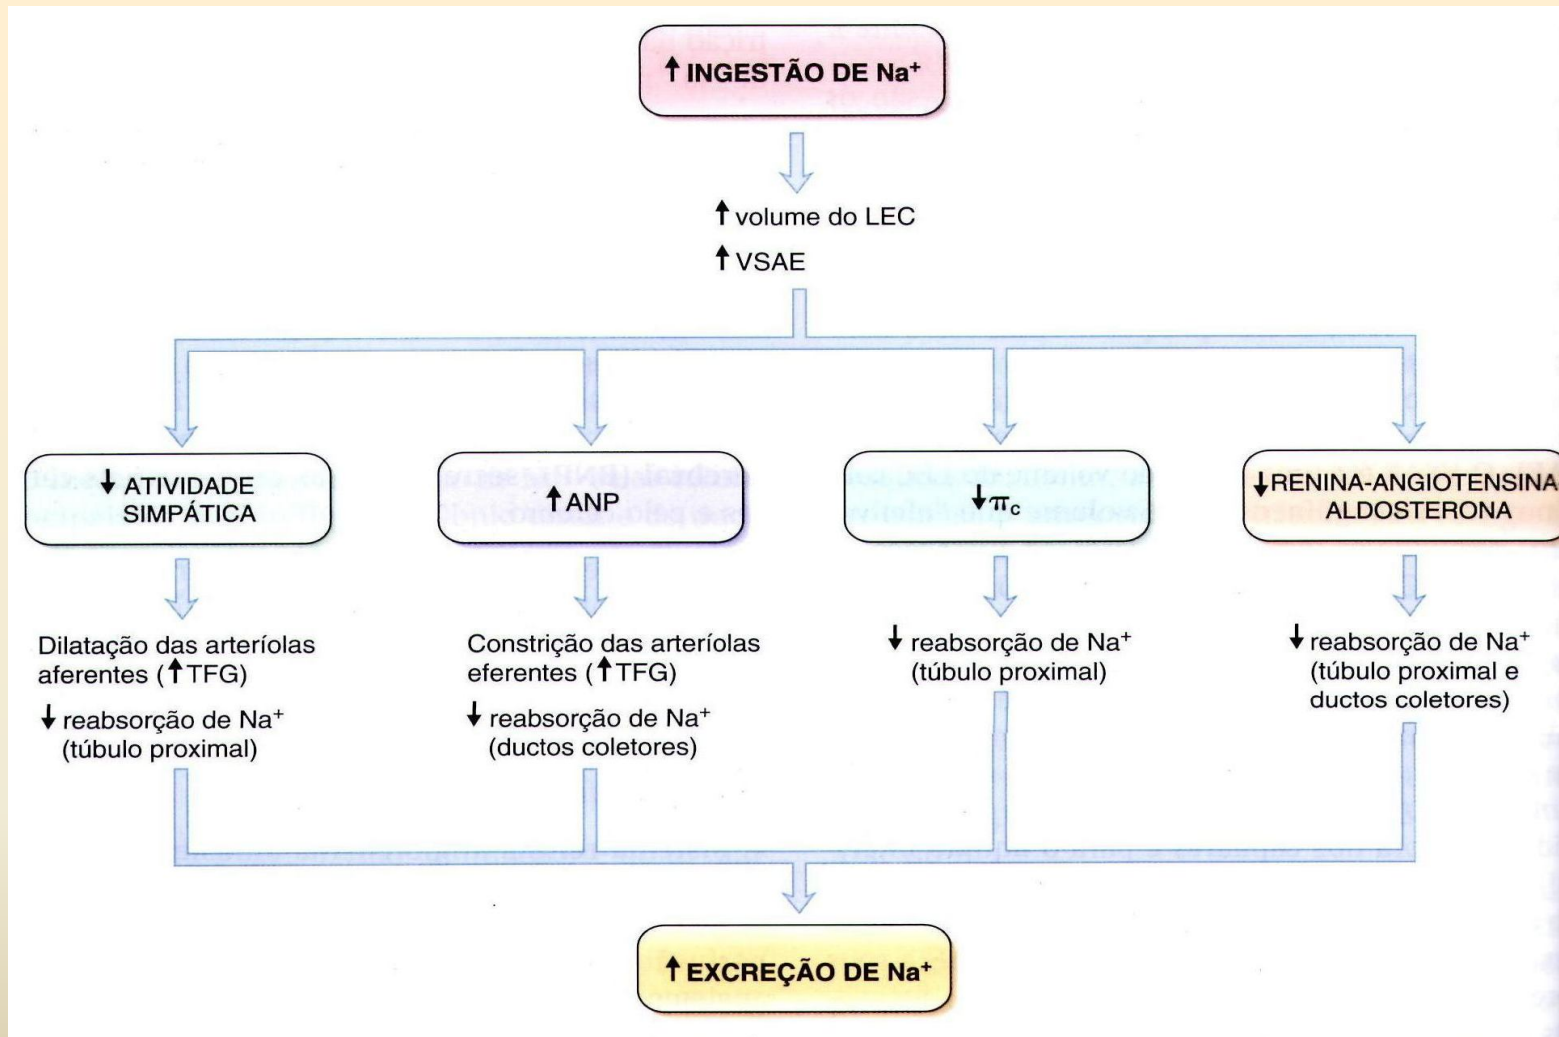 ↑ INGESTÃO DE Na⁺
↑ volume do LEC
↑ VSAE
↓ ATIVIDADE
SIMPÁTICA
Dilatação das arteríolas
aferentes (↑TFG)
↓ reabsorção de Na⁺
(túbulo proximal)
↑ ANP
Constrição das arteríolas
eferentes (↑TFG)
↓ reabsorção de Na⁺
(ductos coletores)
↓ πc
↓ reabsorção de Na⁺
(túbulo proximal)
↓ RENINA-ANGIOTENSINA
ALDOSTERONA
↓ reabsorção de Na⁺
(túbulo proximal e
ductos coletores)
↑ EXCREÇÃO DE Na⁺